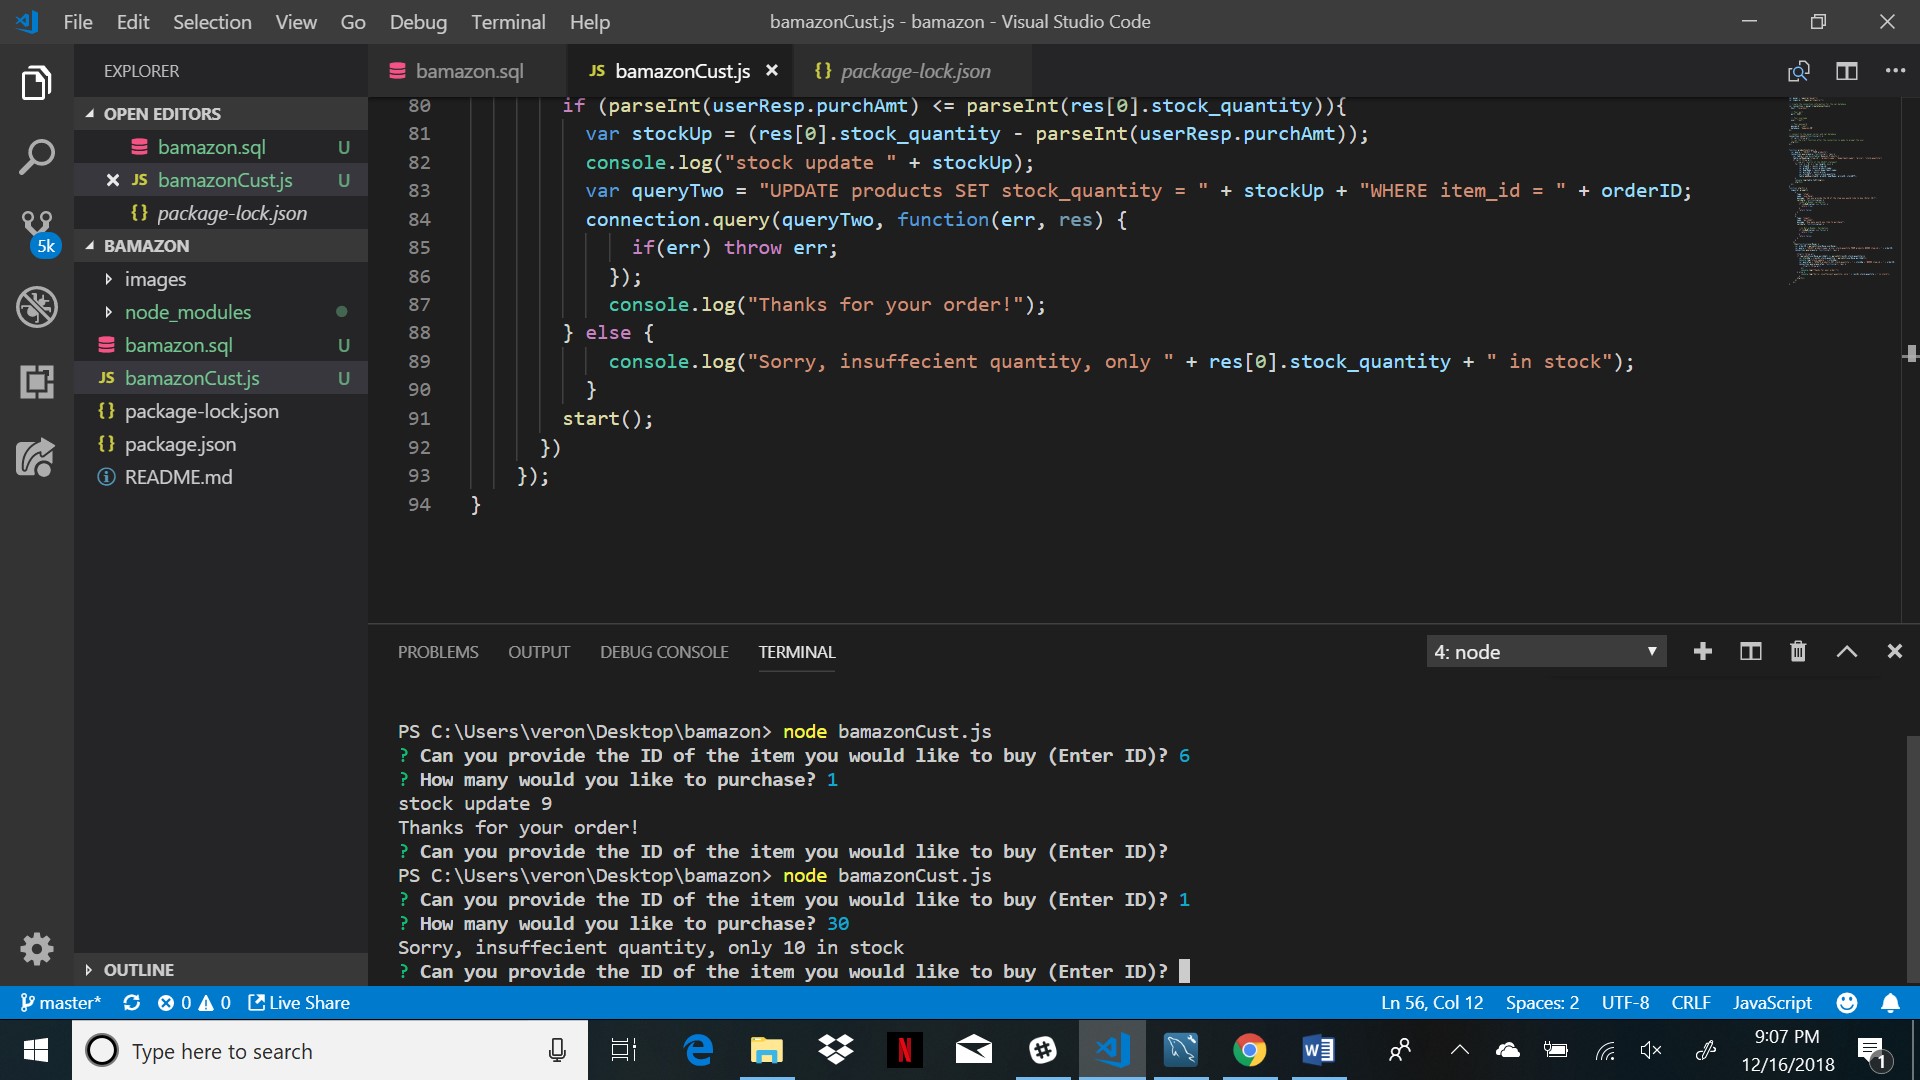 File Edit Selection View Go Debug Terminal Help
bamazonCust.js - bamazon - Visual Studio Code
EXPLORER
OPEN EDITORS
bamazon.sql U
JS bamazonCust.js U
{} package-lock.json
5k
BAMAZON
images
node_modules
bamazon.sql U
JS bamazonCust.js U
{} package-lock.json
{} package.json
README.md
OUTLINE
bamazon.sql JS bamazonCust.js {} package-lock.json
80 if (parseInt(userResp.purchAmt) <= parseInt(res[0].stock_quantity)){
81 var stockUp = (res[0].stock_quantity - parseInt(userResp.purchAmt));
82 console.log("stock update " + stockUp);
83 var queryTwo = "UPDATE products SET stock_quantity = " + stockUp + "WHERE item_id = " + orderID;
84 connection.query(queryTwo, function(err, res) {
85 if(err) throw err;
86 });
87 console.log("Thanks for your order!");
88 } else {
89 console.log("Sorry, insuffecient quantity, only " + res[0].stock_quantity + " in stock");
90 }
91 start();
92 })
93 });
94 }
PROBLEMS OUTPUT DEBUG CONSOLE TERMINAL
4: node
PS C:\Users\veron\Desktop\bamazon> node bamazonCust.js
? Can you provide the ID of the item you would like to buy (Enter ID)? 6
? How many would you like to purchase? 1
stock update 9
Thanks for your order!
? Can you provide the ID of the item you would like to buy (Enter ID)?
PS C:\Users\veron\Desktop\bamazon> node bamazonCust.js
? Can you provide the ID of the item you would like to buy (Enter ID)? 1
? How many would you like to purchase? 30
Sorry, insuffecient quantity, only 10 in stock
? Can you provide the ID of the item you would like to buy (Enter ID)?
master* 0 0 Live Share
Ln 56, Col 12 Spaces: 2 UTF-8 CRLF JavaScript
Type here to search
9:07 PM
12/16/2018
1